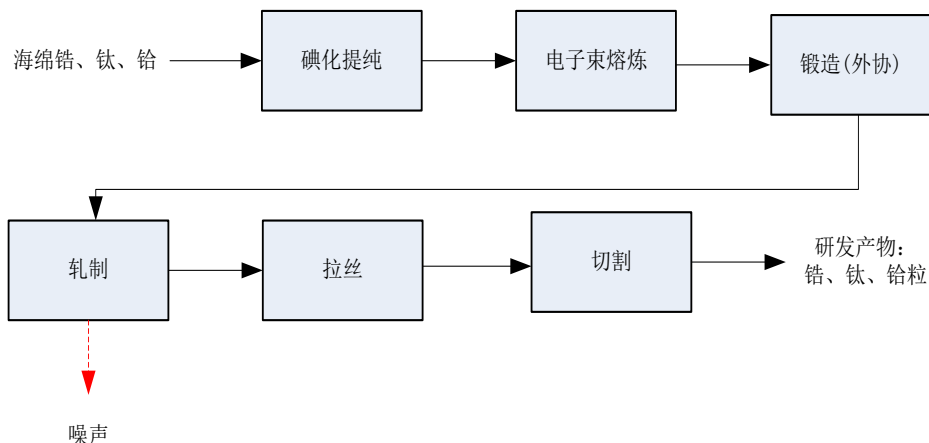 海绵锆、钛、铪
碘化提纯
电子束熔炼
锻造(外协)
轧制
拉丝
切割
研发产物:
锆、钛、铪粒
噪声